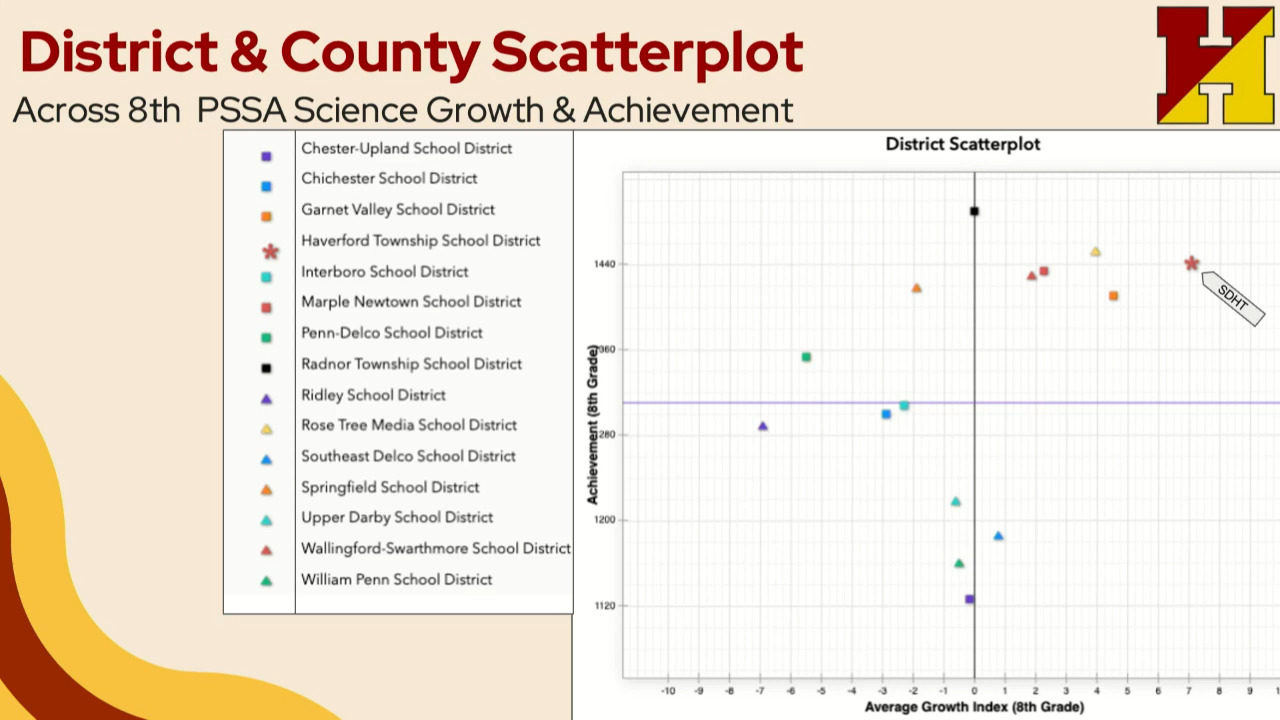 District & County Scatterplot
Across 8th PSSA Science Growth & Achievement
H
Chester-Upland School District
Chichester School District
Garnet Valley School District
Haverford Township School District
Interboro School District
Marple Newtown School District
Penn-Delco School District
Radnor Township School District
Ridley School District
Rose Tree Media School District
Southeast Delco School District
Springfield School District
Upper Darby School District
Wallingford-Swarthmore School District
William Penn School District
District Scatterplot
Achievement (8th Grade)
1440
1200
1120
SDHT
-10 -9 -8 -7 -6 -5 -4 -3 -2 -1 0 1 2 3 4 5 6 7 8 9
Average Growth Index (8th Grade)